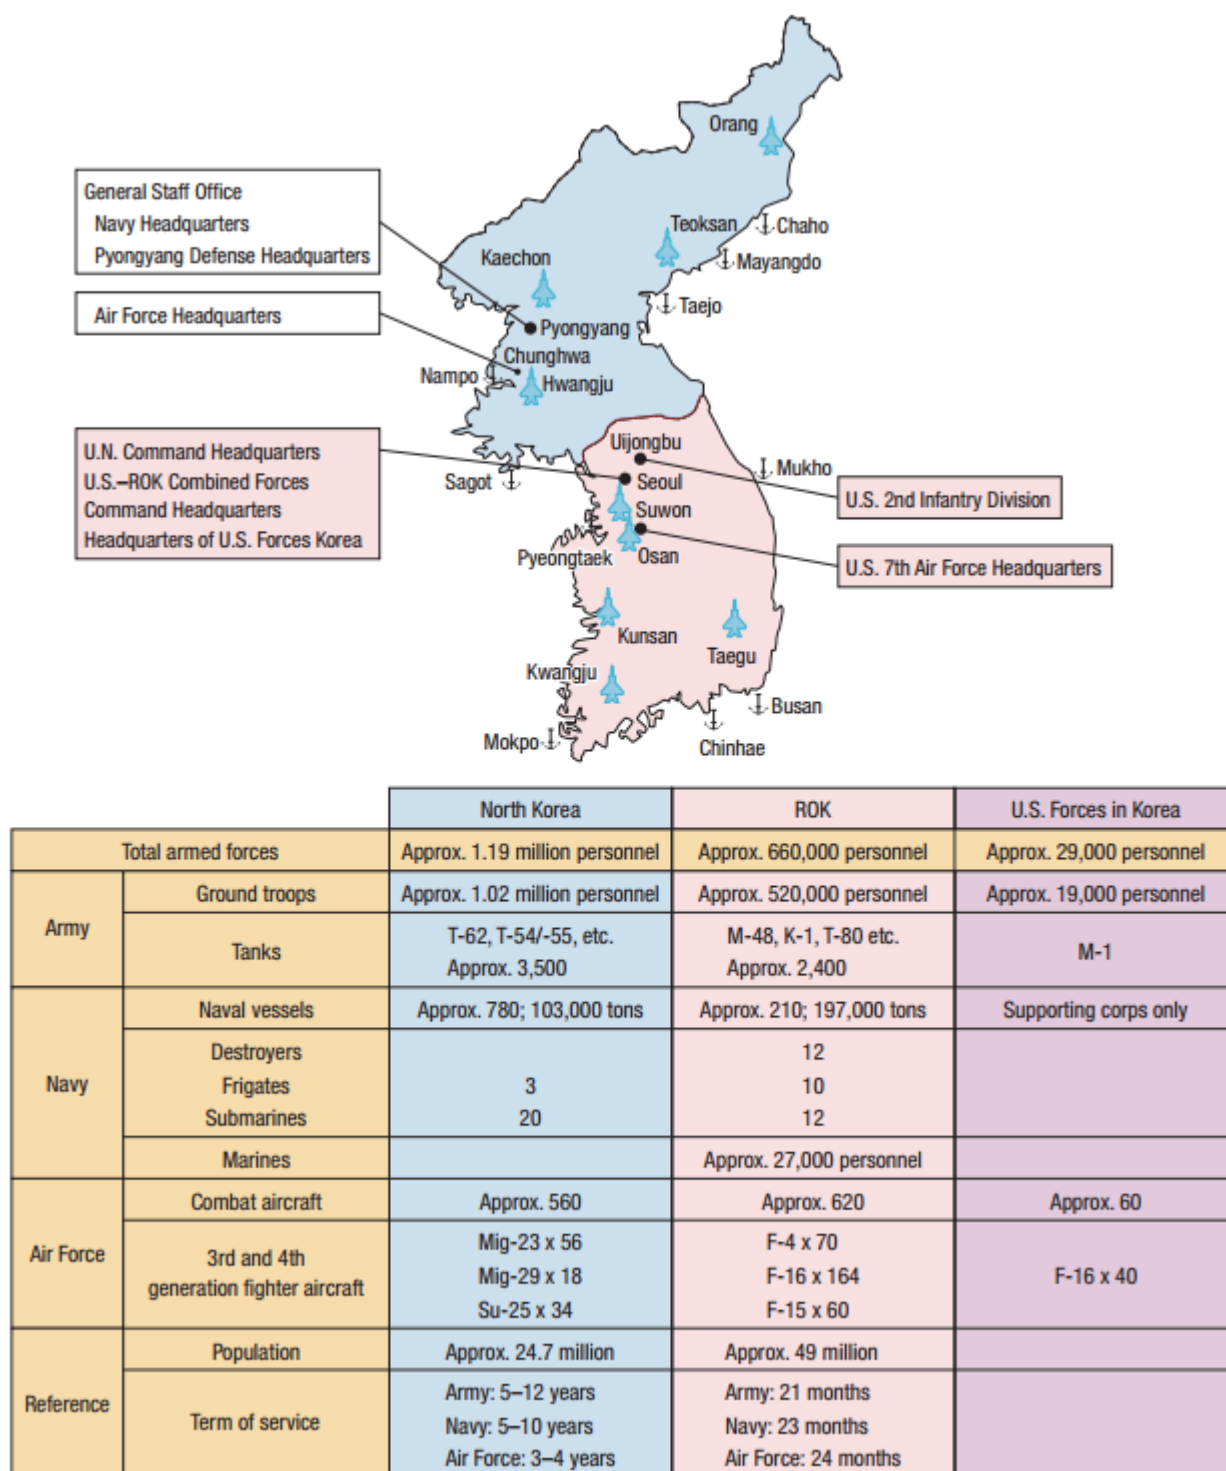 Orang
General Staff Office
Navy Headquarters
Pyongyang Defense Headquarters
Teoksan
Chaho
Kaechon
Mayangdo
Air Force Headquarters
Taejo
Pyongyang
Chunghwa
Nampo
Hwangju
U.N. Command Headquarters
U.S.–ROK Combined Forces
Command Headquarters
Headquarters of U.S. Forces Korea
Uijongbu
Sagot
Seoul
Mukho
U.S. 2nd Infantry Division
Suwon
Pyeongtaek
Osan
U.S. 7th Air Force Headquarters
Kunsan
Taegu
Kwangju
Busan
Mokpo
Chinhae
North Korea ROK U.S. Forces in Korea
Total armed forces Approx. 1.19 million personnel Approx. 660,000 personnel Approx. 29,000 personnel
Army
Ground troops Approx. 1.02 million personnel Approx. 520,000 personnel Approx. 19,000 personnel
Tanks
T-62, T-54/-55, etc.
Approx. 3,500
M-48, K-1, T-80 etc.
Approx. 2,400
M-1
Navy
Naval vessels Approx. 780; 103,000 tons Approx. 210; 197,000 tons Supporting corps only
Destroyers 12
Frigates 3 10
Submarines 20 12
Marines Approx. 27,000 personnel
Air Force
Combat aircraft Approx. 560 Approx. 620 Approx. 60
3rd and 4th
generation fighter aircraft
Mig-23 x 56
Mig-29 x 18
Su-25 x 34
F-4 x 70
F-16 x 164
F-15 x 60
F-16 x 40
Reference
Population Approx. 24.7 million Approx. 49 million
Term of service
Army: 5–12 years
Navy: 5–10 years
Air Force: 3–4 years
Army: 21 months
Navy: 23 months
Air Force: 24 months